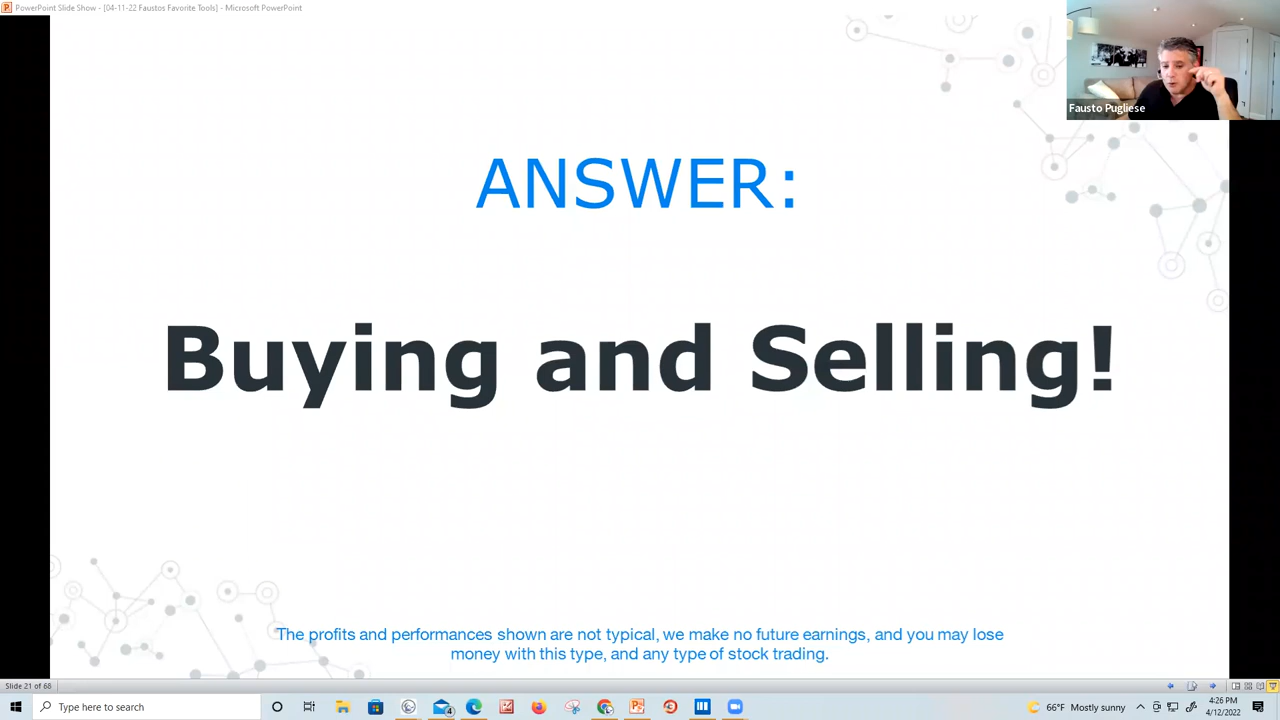 PowerPoint Slide Show - [04-11-22 Faustos Favorite Tools] - Microsoft PowerPoint
Fausto Pugliese
ANSWER:
Buying and Selling!
The profits and performances shown are not typical, we make no future earnings, and you may lose
money with this type, and any type of stock trading.
Slide 21 of 68
Type here to search
4
66°F Mostly sunny
4:26 PM
4/12/2022